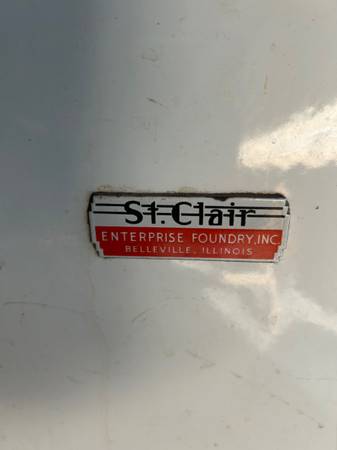 St. Clair
ENTERPRISE FOUNDRY, INC.
BELLEVILLE, ILLINOIS